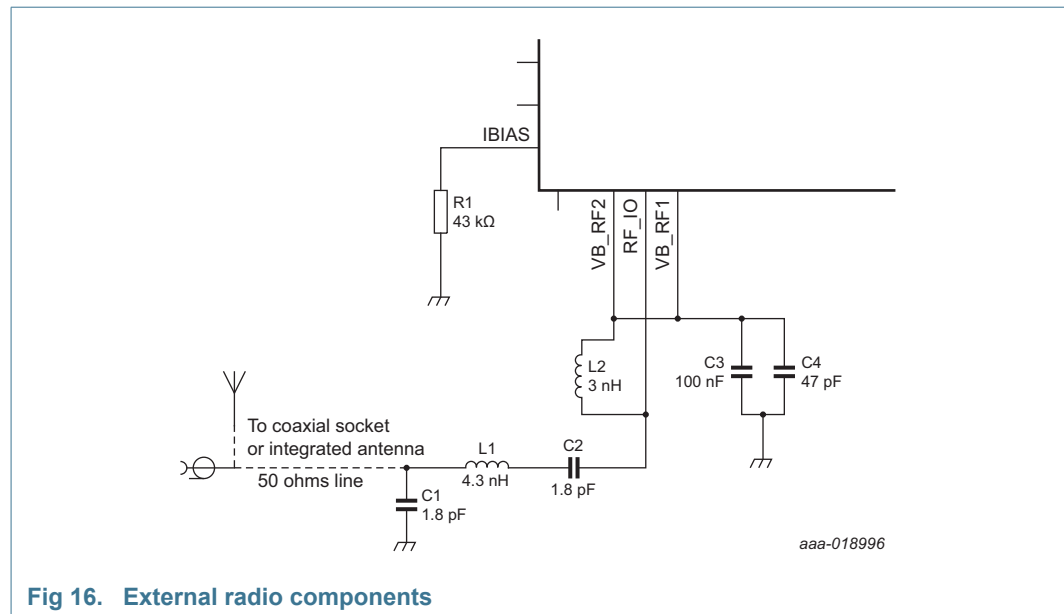 IBIAS
R1
43 kΩ
VB_RF2
RF_IO
VB_RF1
L2
3 nH
C3
100 nF
C4
47 pF
To coaxial socket
or integrated antenna
50 ohms line
L1
4.3 nH
C2
1.8 pF
C1
1.8 pF
aaa-018996
Fig 16. External radio components